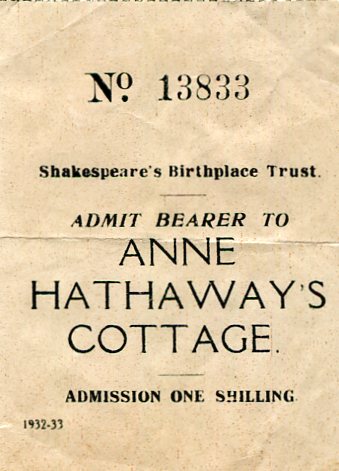 No. 13833
Shakespeare's Birthplace Trust.
ADMIT BEARER TO
ANNE
HATHAWAY'S
COTTAGE.
ADMISSION ONE SHILLING.
1932-33